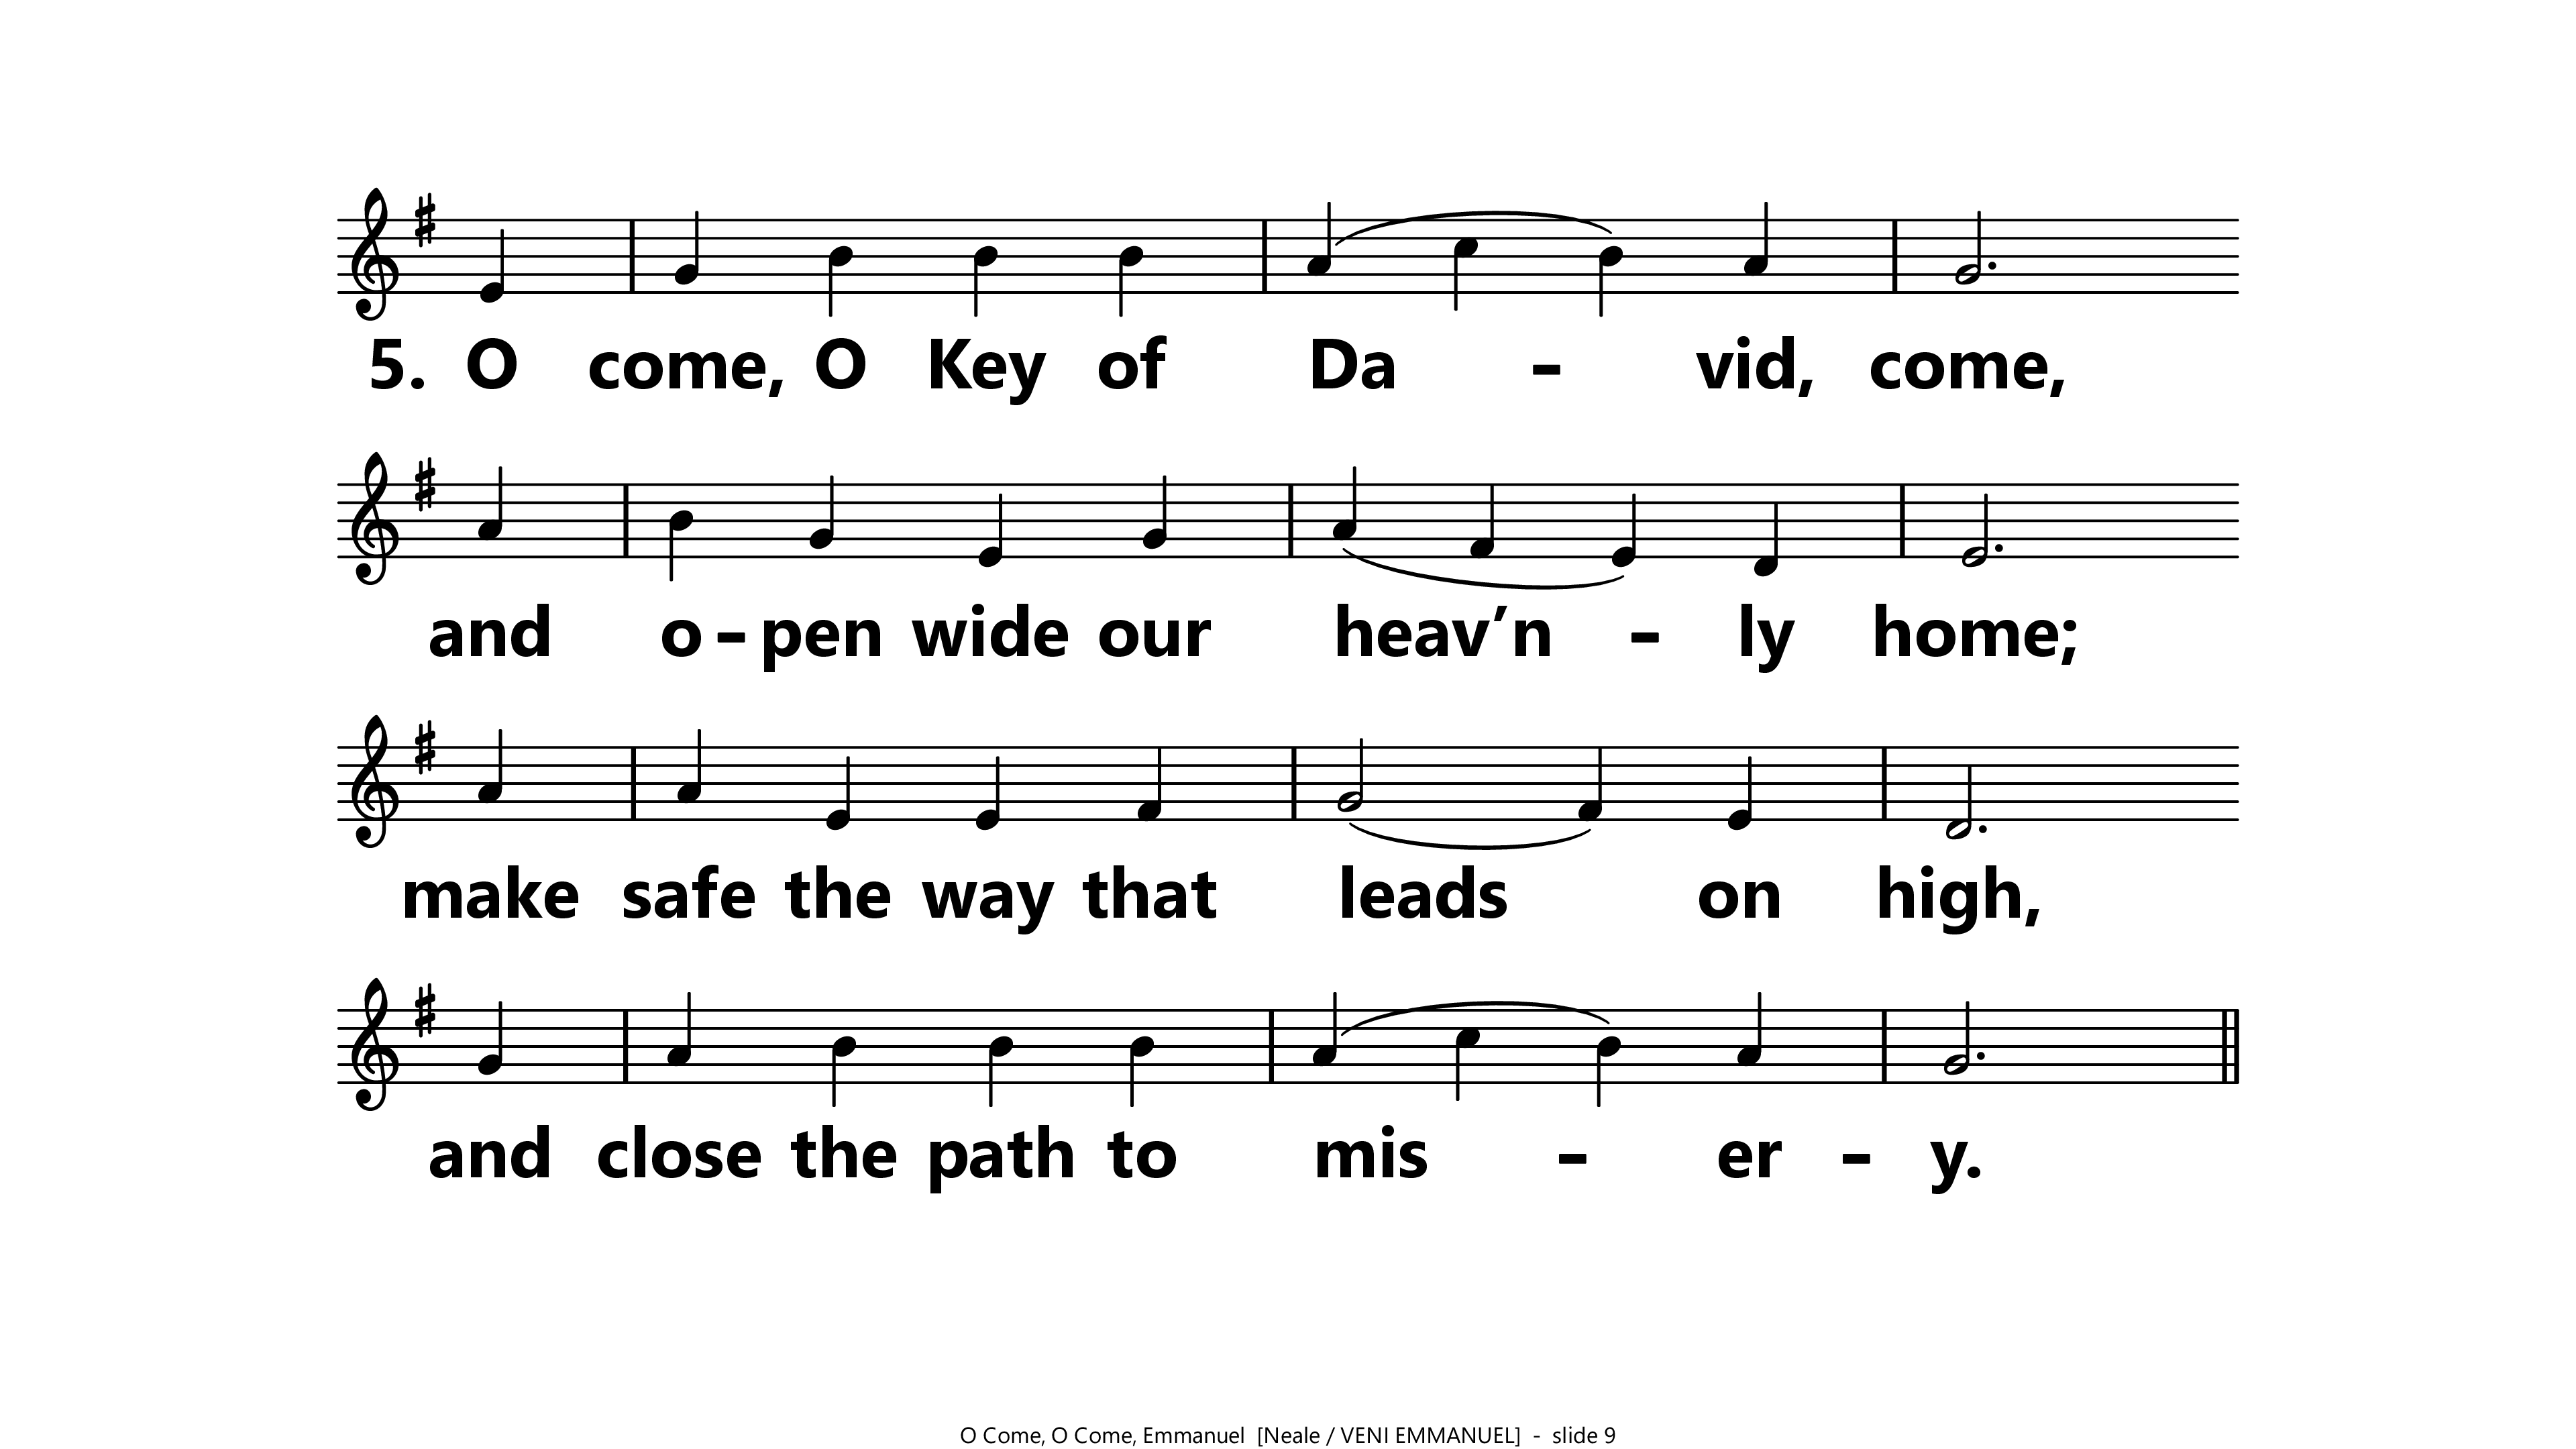 5. O come, O Key of Da - vid, come,
and o - pen wide our heav’n - ly home;
make safe the way that leads on high,
and close the path to mis - er - y.
O Come, O Come, Emmanuel [Neale / VENI EMMANUEL] - slide 9